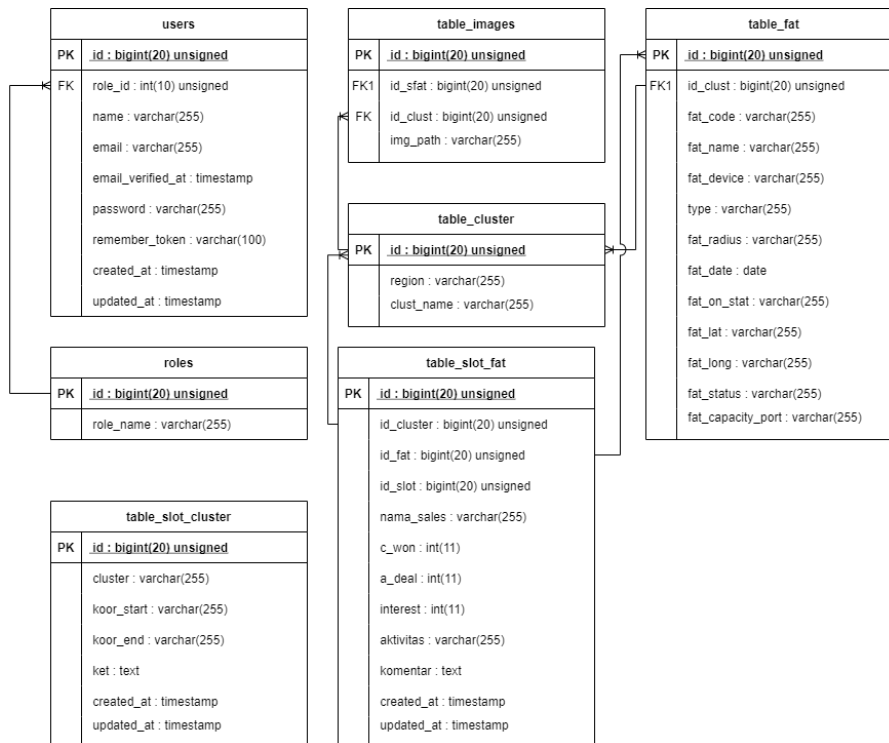 users
PK id : bigint(20) unsigned
FK role_id : int(10) unsigned
name : varchar(255)
email : varchar(255)
email_verified_at : timestamp
password : varchar(255)
remember_token : varchar(100)
created_at : timestamp
updated_at : timestamp
table_images
PK id : bigint(20) unsigned
FK1 id_sfat : bigint(20) unsigned
FK id_clust : bigint(20) unsigned
img_path : varchar(255)
table_fat
PK id : bigint(20) unsigned
FK1 id_clust : bigint(20) unsigned
fat_code : varchar(255)
fat_name : varchar(255)
fat_device : varchar(255)
type : varchar(255)
fat_radius : varchar(255)
fat_date : date
fat_on_stat : varchar(255)
fat_lat : varchar(255)
fat_long : varchar(255)
fat_status : varchar(255)
fat_capacity_port : varchar(255)
table_cluster
PK id : bigint(20) unsigned
region : varchar(255)
clust_name : varchar(255)
roles
PK id : bigint(20) unsigned
role_name : varchar(255)
table_slot_fat
PK id : bigint(20) unsigned
id_cluster : bigint(20) unsigned
id_fat : bigint(20) unsigned
id_slot : bigint(20) unsigned
nama_sales : varchar(255)
c_won : int(11)
a_deal : int(11)
interest : int(11)
aktivitas : varchar(255)
komentar : text
created_at : timestamp
updated_at : timestamp
table_slot_cluster
PK id : bigint(20) unsigned
cluster : varchar(255)
koor_start : varchar(255)
koor_end : varchar(255)
ket : text
created_at : timestamp
updated_at : timestamp